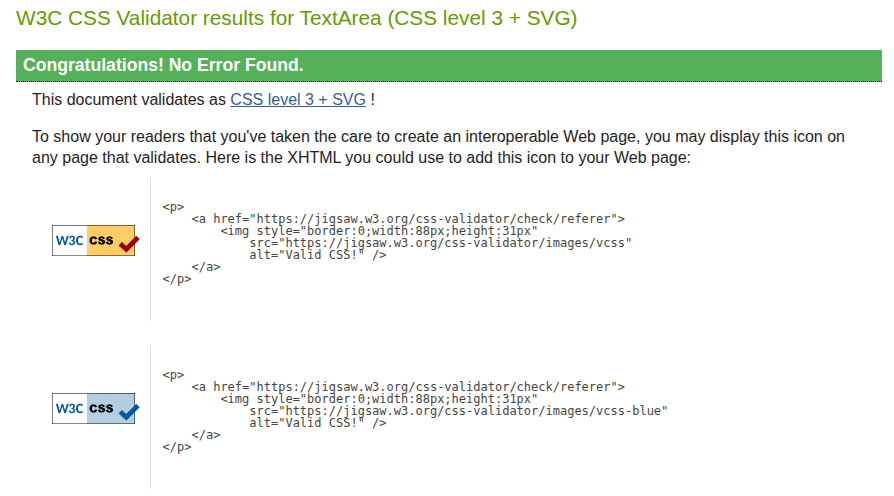 W3C CSS Validator results for TextArea (CSS level 3 + SVG)
Congratulations! No Error Found.
This document validates as CSS level 3 + SVG !
To show your readers that you've taken the care to create an interoperable Web page, you may display this icon on
any page that validates. Here is the XHTML you could use to add this icon to your Web page:
W3C css
<p>
    <a href="https://jigsaw.w3.org/css-validator/check/referer">
        <img style="border:0;width:88px;height:31px"
            src="https://jigsaw.w3.org/css-validator/images/vcss"
            alt="Valid CSS!" />
    </a>
</p>
W3C css
<p>
    <a href="https://jigsaw.w3.org/css-validator/check/referer">
        <img style="border:0;width:88px;height:31px"
            src="https://jigsaw.w3.org/css-validator/images/vcss-blue"
            alt="Valid CSS!" />
    </a>
</p>